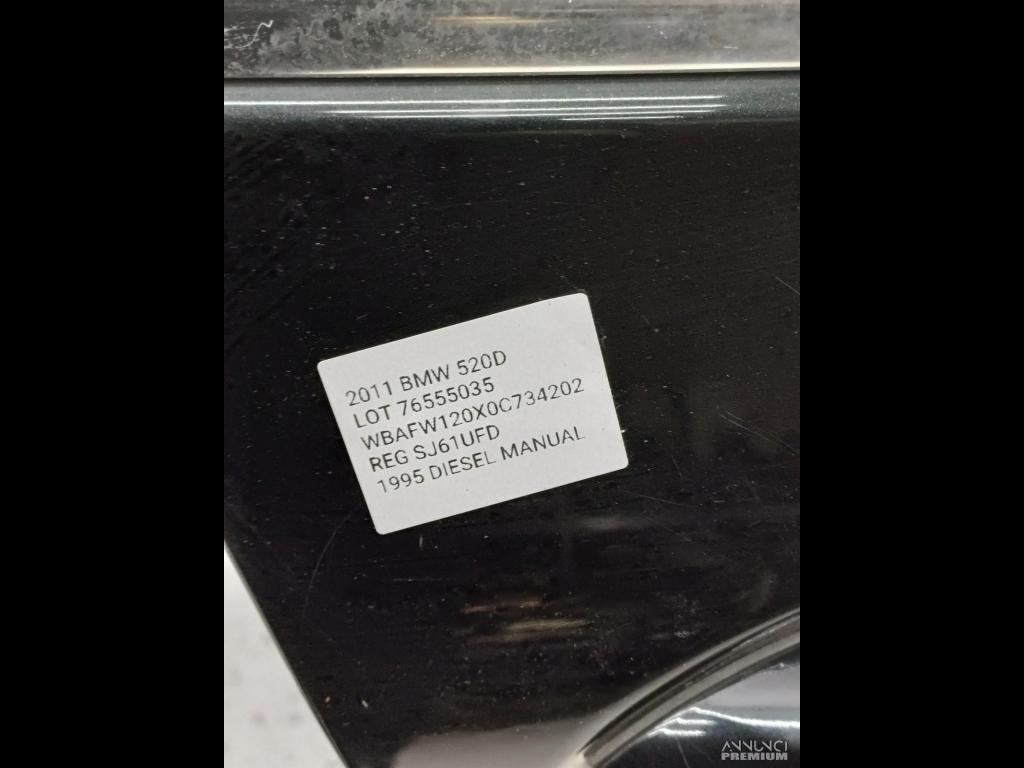 2011 BMW 520D
LOT 76555035
WBAFW120X0C734202
REG SJ61UFD
1995 DIESEL MANUAL
ANNUNCI
PREMIUM